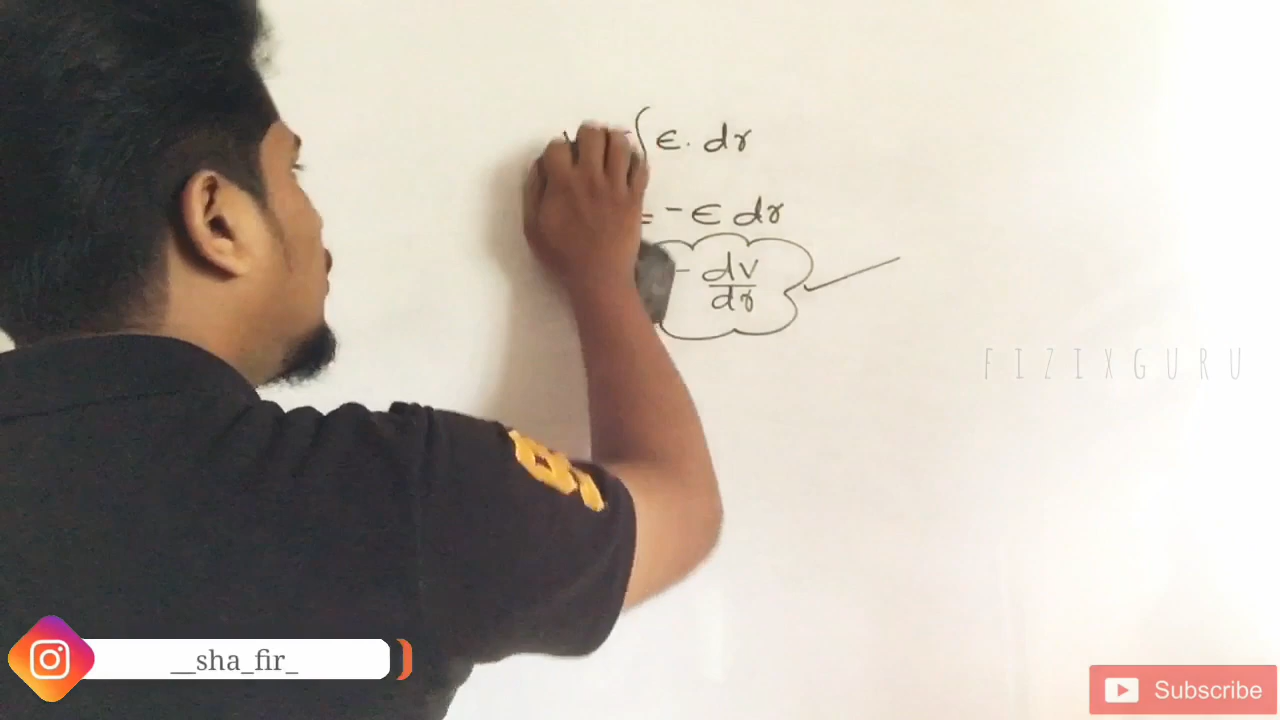 ∫ ϵ. dr
= -ϵ dr
- dv/dr
FIZIXGURU
__sha_fir_
Subscribe